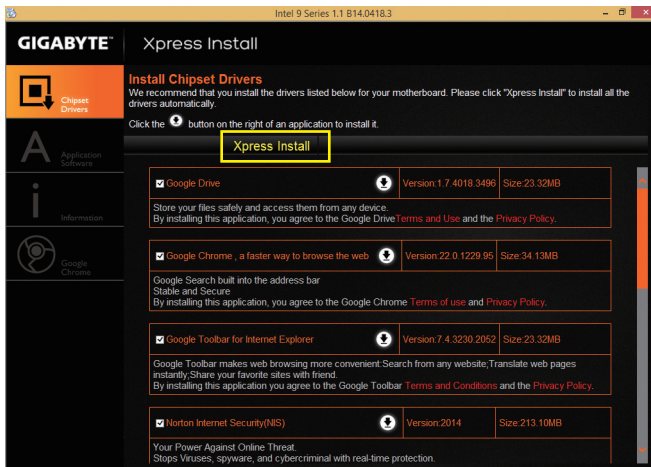 Intel 9 Series 1.1 B14.0418.3
GIGABYTE™
Xpress Install
Chipset
Drivers
Application
Software
Information
Google
Chrome
Install Chipset Drivers
We recommend that you install the drivers listed below for your motherboard. Please click "Xpress Install" to install all the
drivers automatically.
Click the button on the right of an application to install it.
Xpress Install
Google Drive Version:1.7.4018.3496 Size:23.32MB
Store your files safely and access them from any device.
By installing this application, you agree to the Google DriveTerms and Use and the Privacy Policy.
Google Chrome , a faster way to browse the web Version:22.0.1229.95 Size:34.13MB
Google Search built into the address bar
Stable and Secure
By installing this application, you agree to the Google Chrome Terms of use and Privacy Policy.
Google Toolbar for Internet Explorer Version:7.4.3230.2052 Size:23.32MB
Google Toolbar makes web browsing more convenient:Search from any website;Translate web pages
instantly;Share your favorite sites with friend.
By installing this application you agree to the Google Toolbar Terms and Conditions and the Privacy Policy.
Norton Internet Security(NIS) Version:2014 Size:213.10MB
Your Power Against Online Threat.
Stops Viruses, spyware, and cybercriminal with real-time protection.